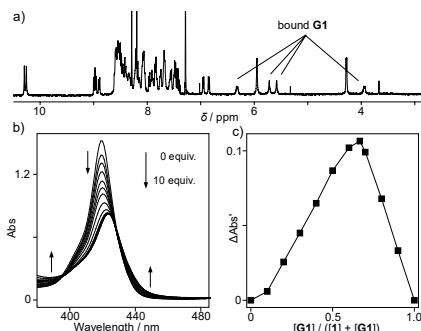 a)
bound G1
10
8
6
4
δ / ppm
b)
0 equiv.
10 equiv.
1.2
0
Abs
400
440
480
Wavelength / nm
c)
0.1
0
ΔAbs'
0
0.5
1.0
[G1] / ([1] + [G1])